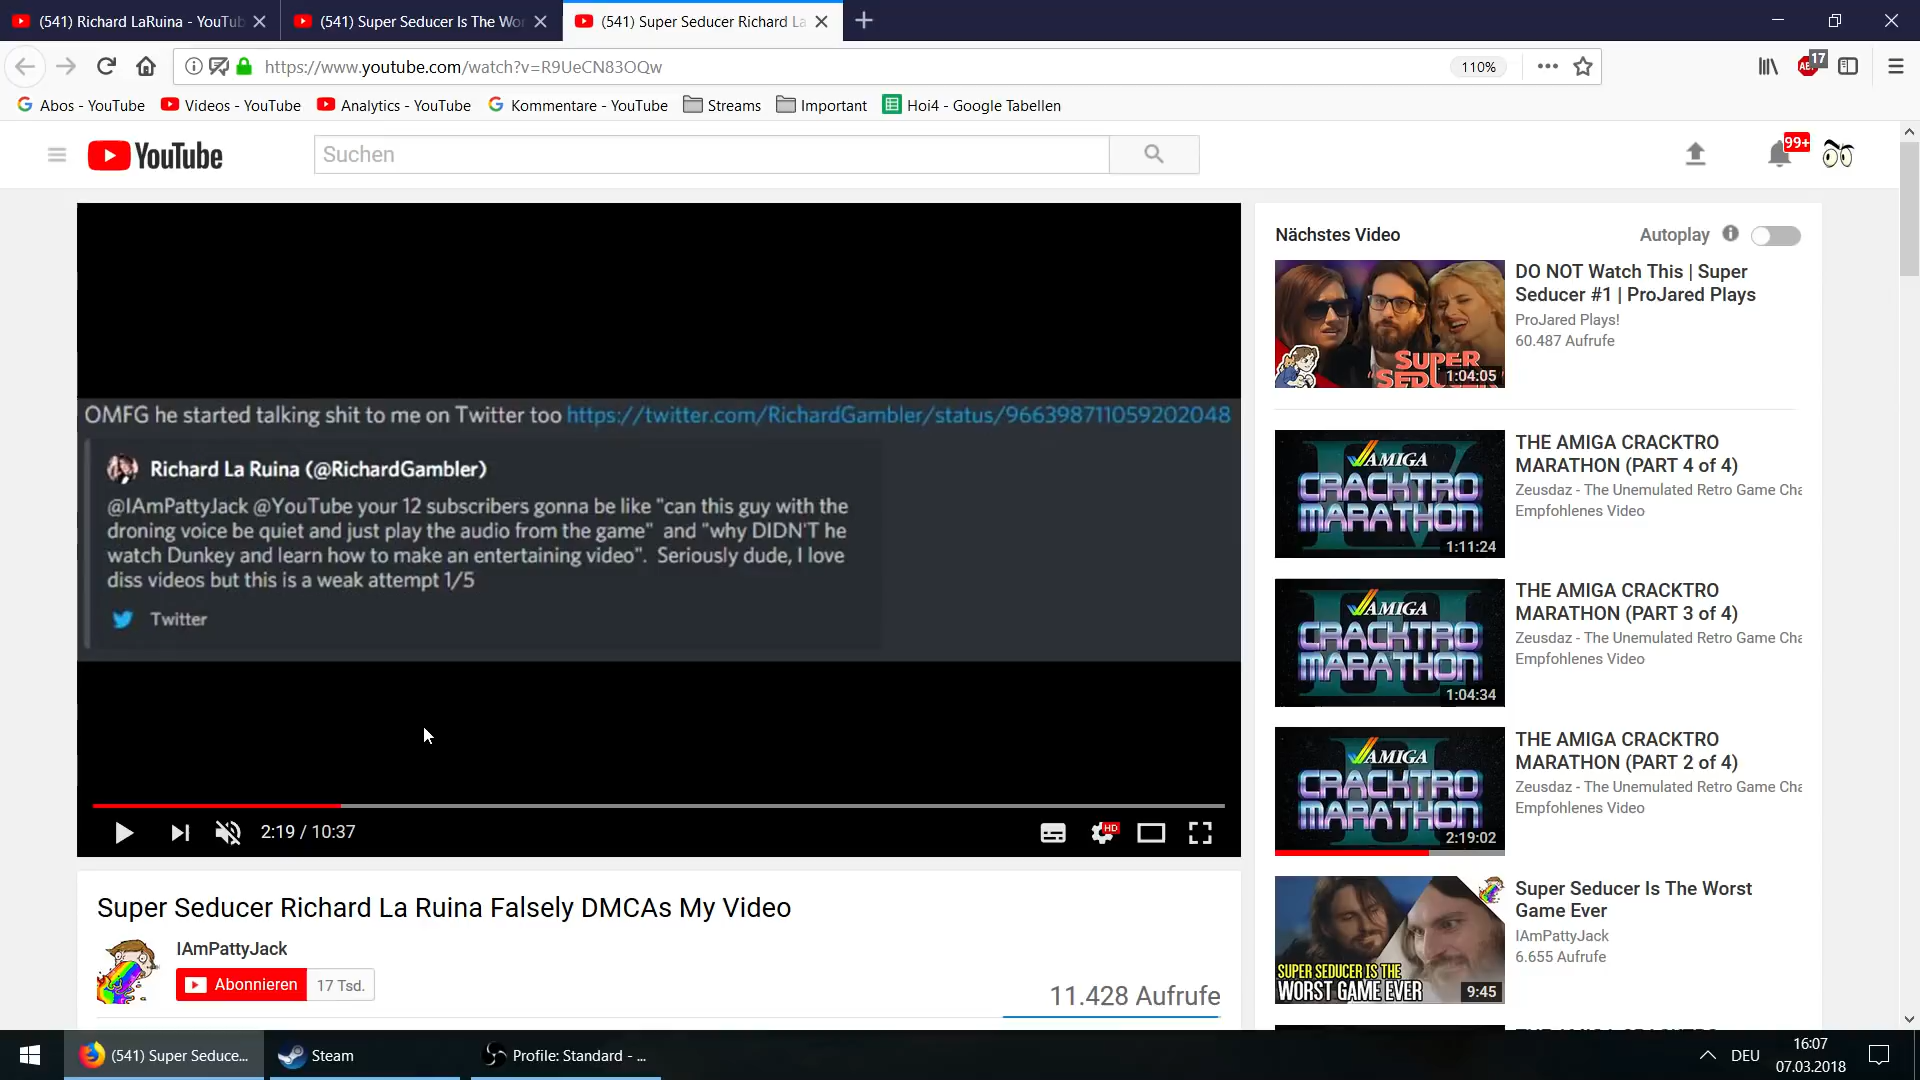 (541) Richard LaRuina - YouTub
(541) Super Seducer Is The Wor
(541) Super Seducer Richard La
https://www.youtube.com/watch?v=R9UeCN83OQw
110%
17
Abos - YouTube
Videos - YouTube
Analytics - YouTube
Kommentare - YouTube
Streams
Important
Hoi4 - Google Tabellen
YouTube
Suchen
99+
OMFG he started talking shit to me on Twitter too https://twitter.com/RichardGambler/status/966398711059202048
Richard La Ruina (@RichardGambler)
@IAmPattyJack @YouTube your 12 subscribers gonna be like "can this guy with the
droning voice be quiet and just play the audio from the game" and "why DIDN'T he
watch Dunkey and learn how to make an entertaining video". Seriously dude, I love
diss videos but this is a weak attempt 1/5
Twitter
2:19 / 10:37
HD
Super Seducer Richard La Ruina Falsely DMCAs My Video
IAmPattyJack
Abonnieren
17 Tsd.
11.428 Aufrufe
Nächstes Video
Autoplay
SUPER
1:04:05
DO NOT Watch This | Super
Seducer #1 | ProJared Plays
ProJared Plays!
60.487 Aufrufe
AMIGA
CRACKTRO
MARATHON
1:11:24
THE AMIGA CRACKTRO
MARATHON (PART 4 of 4)
Zeusdaz - The Unemulated Retro Game Cha
Empfohlenes Video
AMIGA
CRACKTRO
MARATHON
1:04:34
THE AMIGA CRACKTRO
MARATHON (PART 3 of 4)
Zeusdaz - The Unemulated Retro Game Cha
Empfohlenes Video
AMIGA
CRACKTRO
MARATHON
2:19:02
THE AMIGA CRACKTRO
MARATHON (PART 2 of 4)
Zeusdaz - The Unemulated Retro Game Cha
Empfohlenes Video
SUPER SEDUCER IS THE
WORST GAME EVER
9:45
Super Seducer Is The Worst
Game Ever
IAmPattyJack
6.655 Aufrufe
(541) Super Seduce...
Steam
Profile: Standard - ...
DEU
16:07
07.03.2018